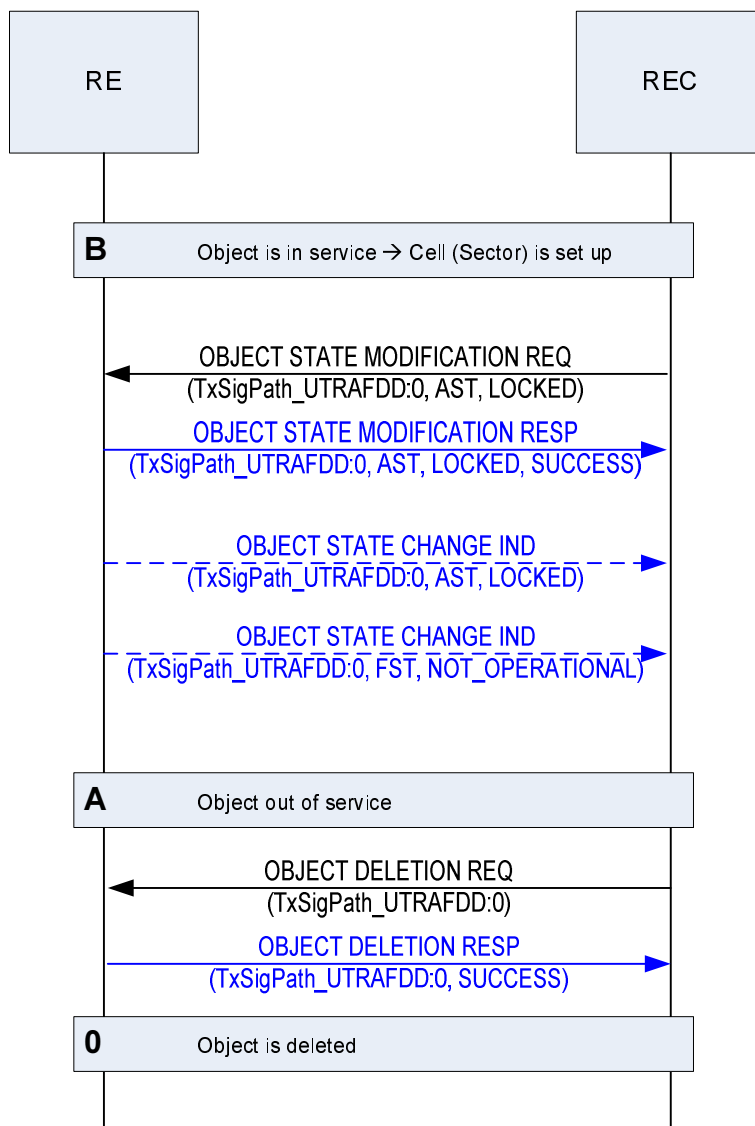 RE
REC
B
Object is in service → Cell (Sector) is set up
OBJECT STATE MODIFICATION REQ
(TxSigPath_UTRAFDD:0, AST, LOCKED)
OBJECT STATE MODIFICATION RESP
(TxSigPath_UTRAFDD:0, AST, LOCKED, SUCCESS)
OBJECT STATE CHANGE IND
(TxSigPath_UTRAFDD:0, AST, LOCKED)
OBJECT STATE CHANGE IND
(TxSigPath_UTRAFDD:0, FST, NOT_OPERATIONAL)
A
Object out of service
OBJECT DELETION REQ
(TxSigPath_UTRAFDD:0)
OBJECT DELETION RESP
(TxSigPath_UTRAFDD:0, SUCCESS)
0
Object is deleted